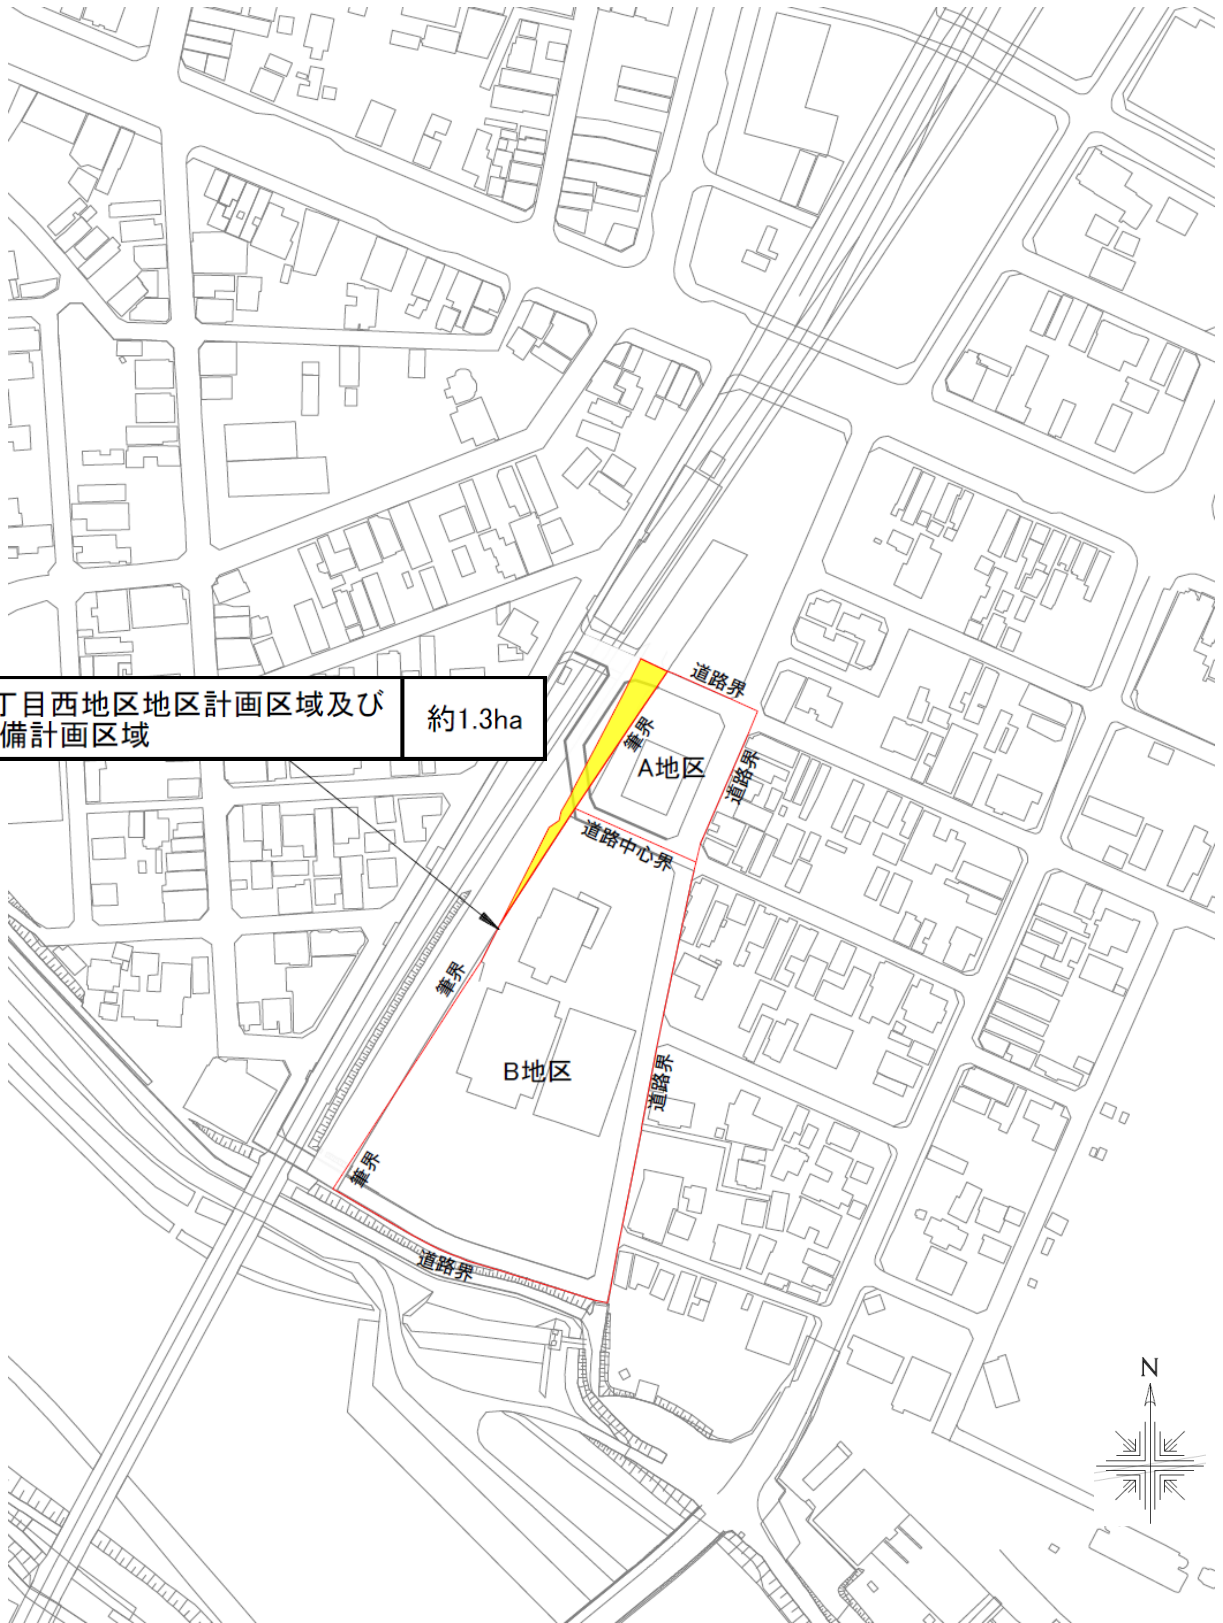 丁目西地区地区計画区域及び
備計画区域
約1.3ha
道路界
筆界
A地区
道路界
道路中心界
筆界
B地区
道路界
筆界
道路界
N